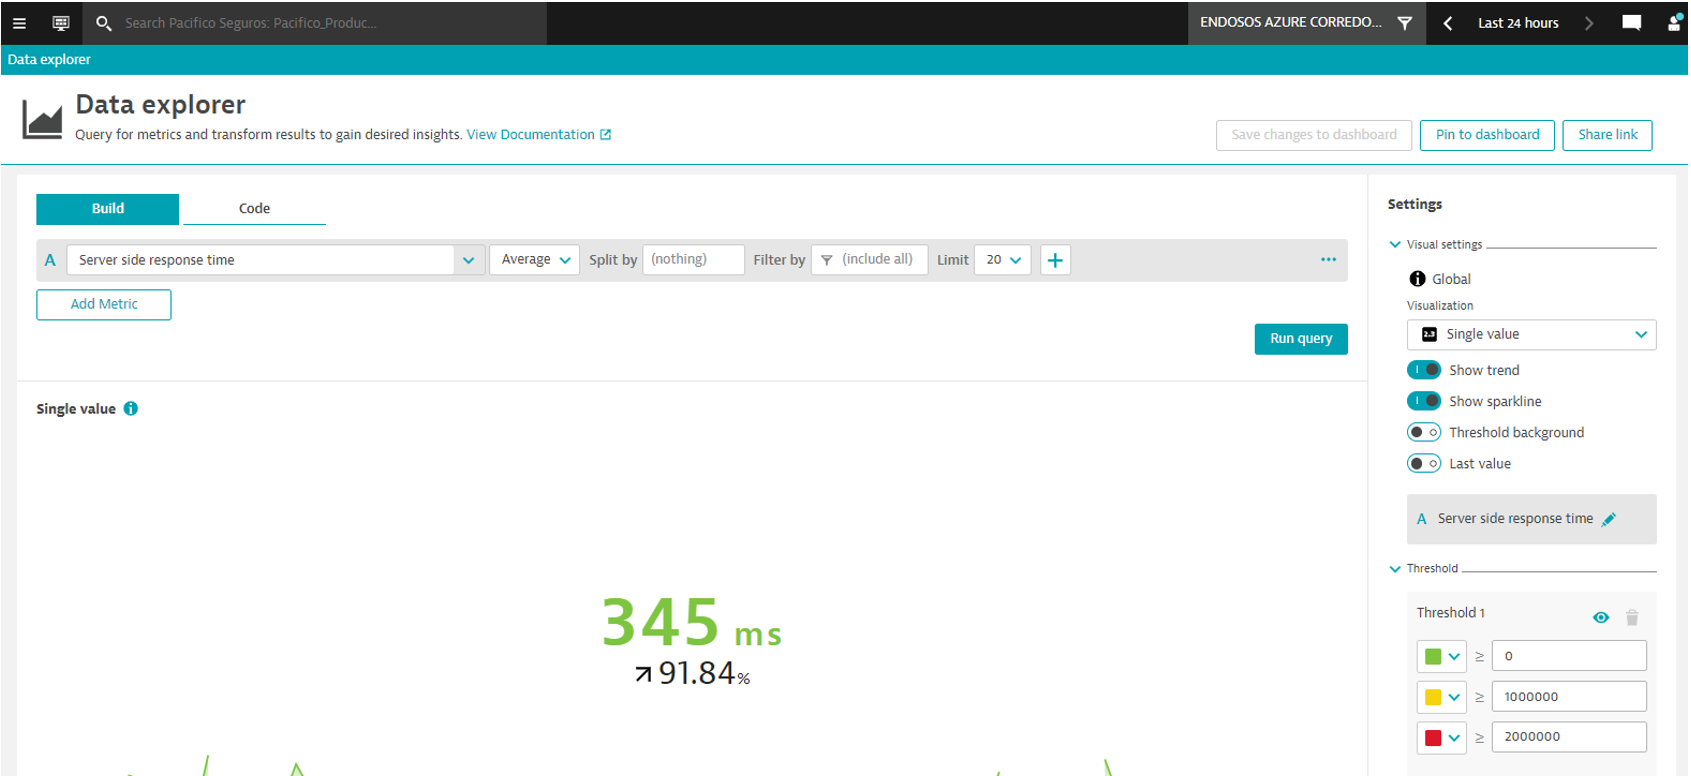 Search Pacifico Seguros: Pacifico_Produc...
ENDOSOS AZURE CORREDO...
Last 24 hours
Data explorer
Data explorer
Query for metrics and transform results to gain desired insights. View Documentation
Save changes to dashboard
Pin to dashboard
Share link
Build
Code
A Server side response time Average Split by (nothing) Filter by (include all) Limit 20 + ...
Add Metric
Run query
Single value
345 ms
91.84%
Settings
Visual settings
Global
Visualization
2.3 Single value
Show trend
Show sparkline
Threshold background
Last value
A Server side response time
Threshold
Threshold 1
≥ 0
≥ 1000000
≥ 2000000